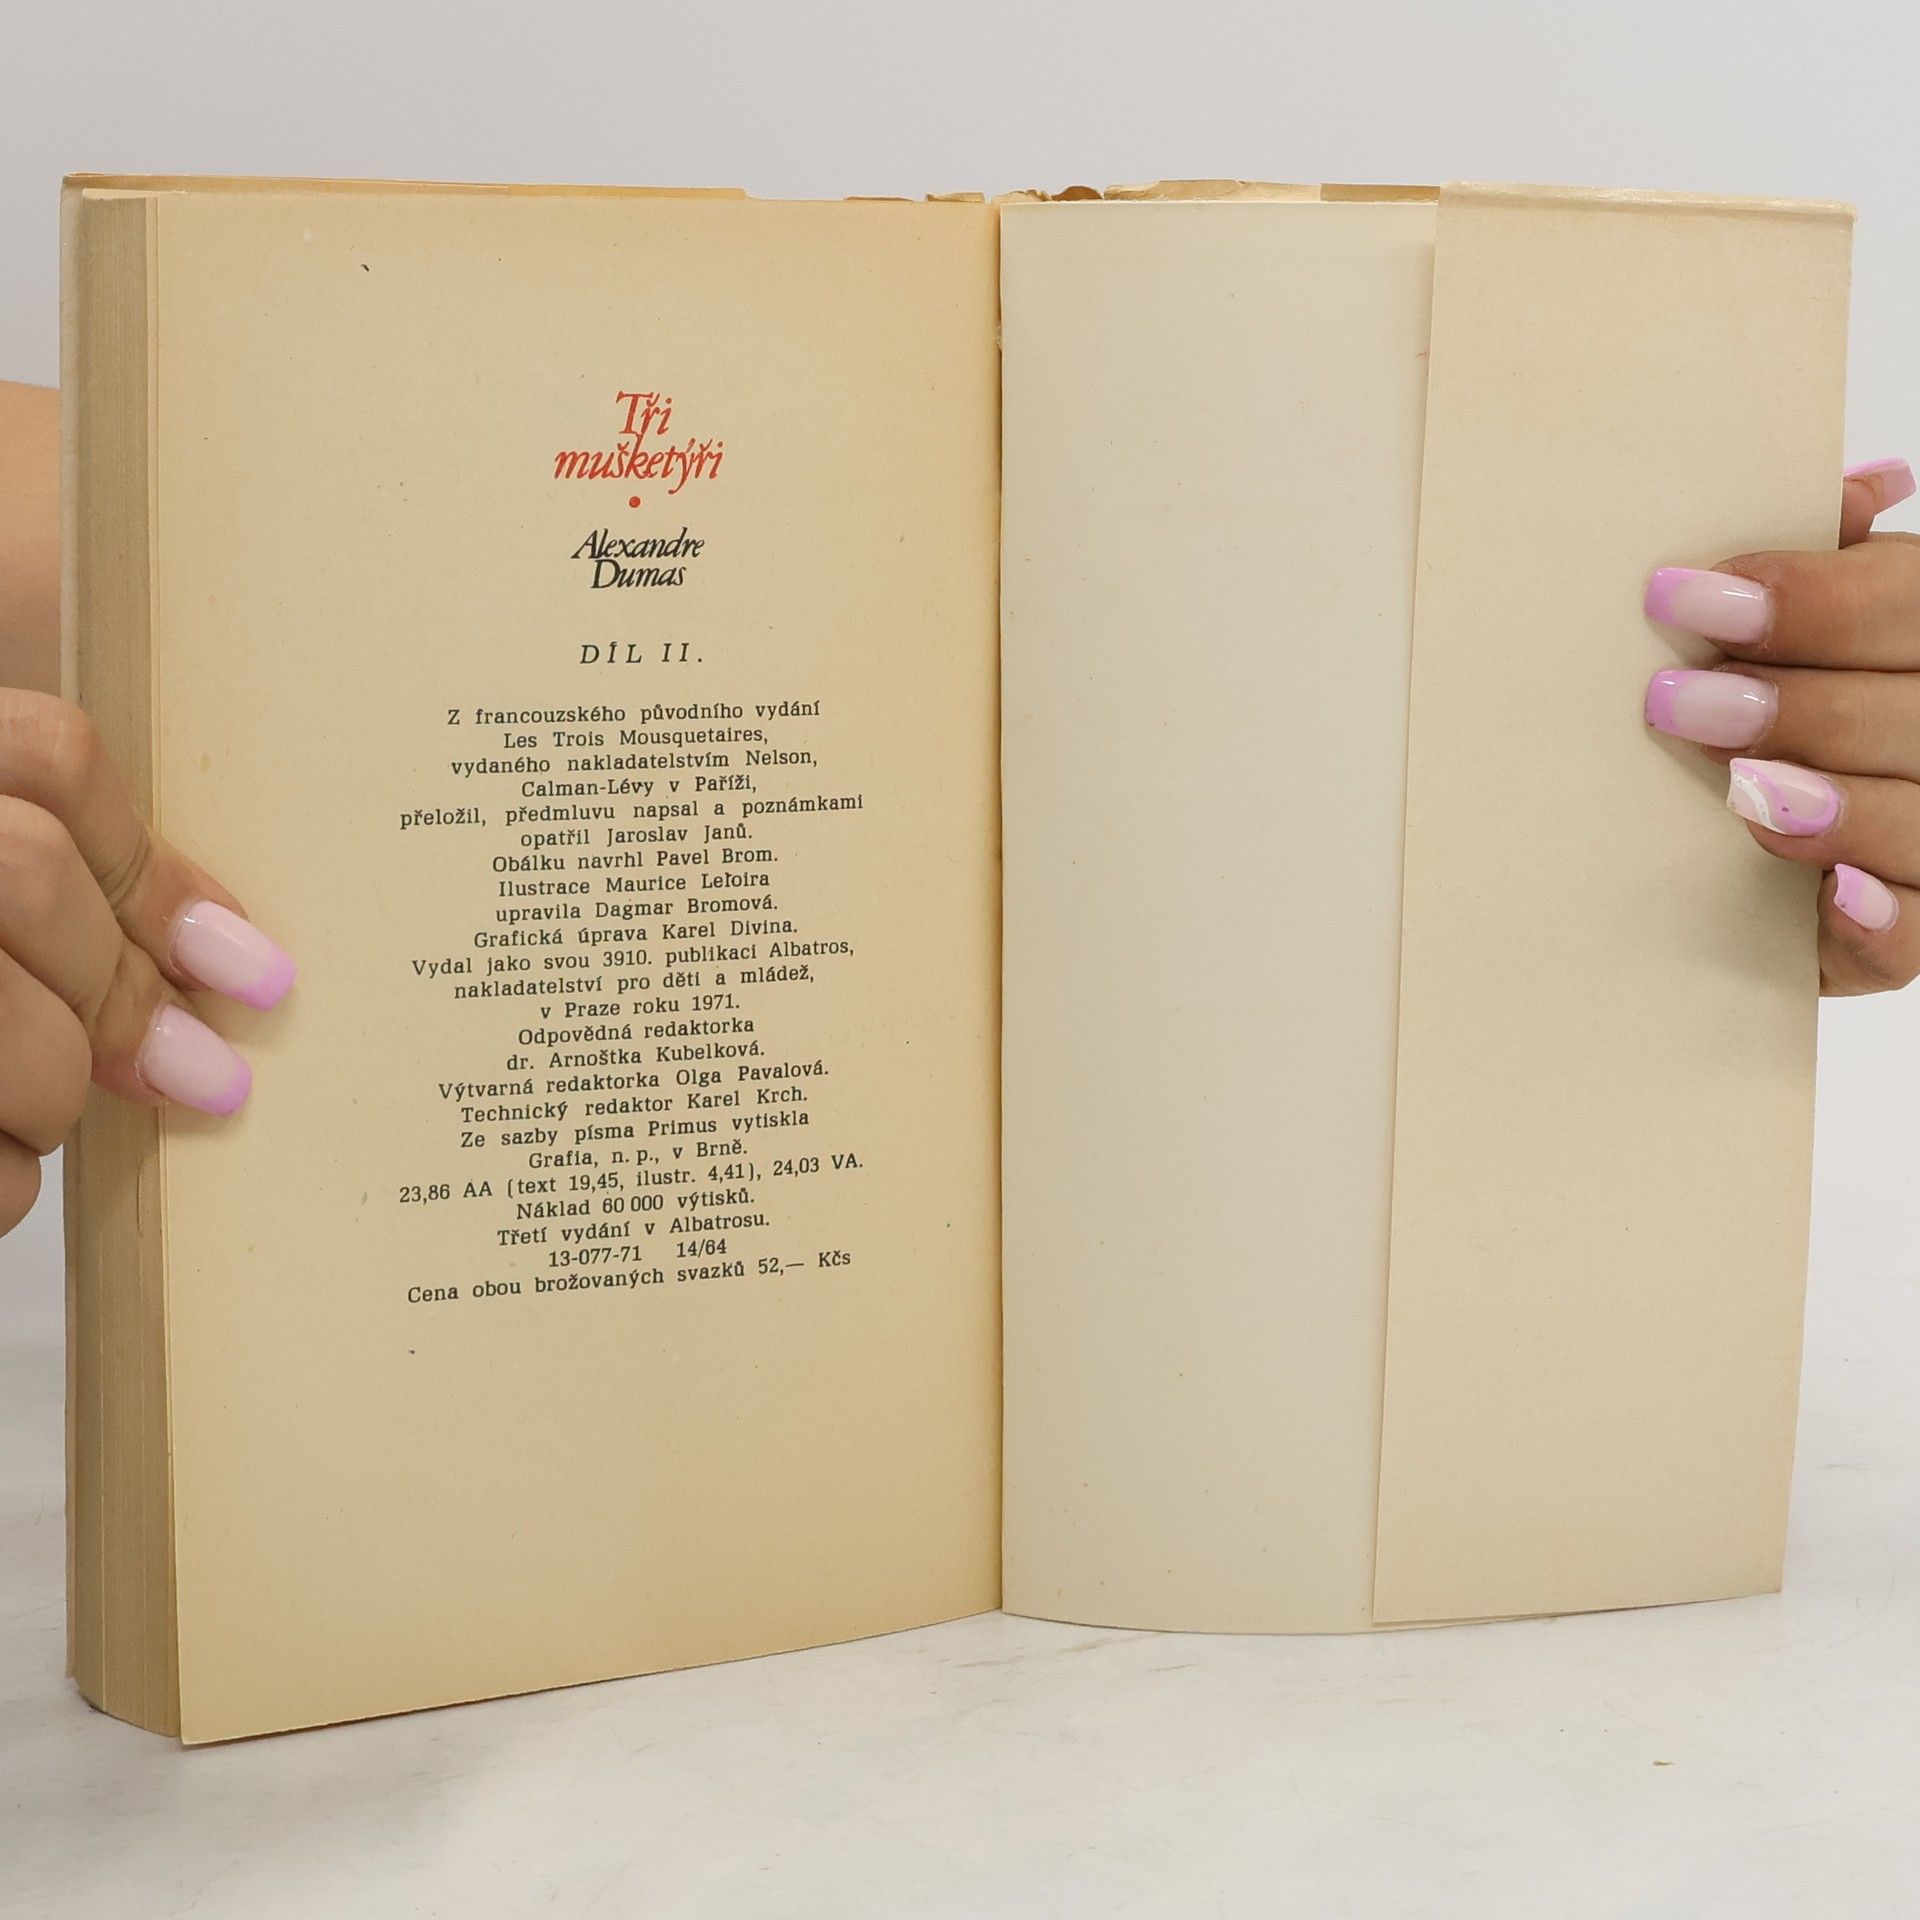 Tři
mušketýři
•
Alexandre
Dumas
DÍL II.
Z francouzského původního vydání
Les Trois Mousquetaires,
vydaného nakladatelstvím Nelson,
Calman-Lévy v Paříži,
přeložil, předmluvu napsal a poznámkami
opatřil Jaroslav Janů.
Obálku navrhl Pavel Brom.
Ilustrace Maurice Leloira
upravila Dagmar Bromová.
Grafická úprava Karel Divina.
Vydal jako svou 3910. publikaci Albatros,
nakladatelství pro děti a mládež,
v Praze roku 1971.
Odpovědná redaktorka
dr. Arnoštka Kubelková.
Výtvarná redaktorka Olga Pavalová.
Technický redaktor Karel Krch.
Ze sazby písma Primus vytiskla
Grafia, n. p., v Brně.
23,86 AA (text 19,45, ilustr. 4,41), 24,03 VA.
Náklad 60 000 výtisků.
Třetí vydání v Albatrosu.
13-077-71 14/64
Cena obou brožovaných svazků 52,— Kčs